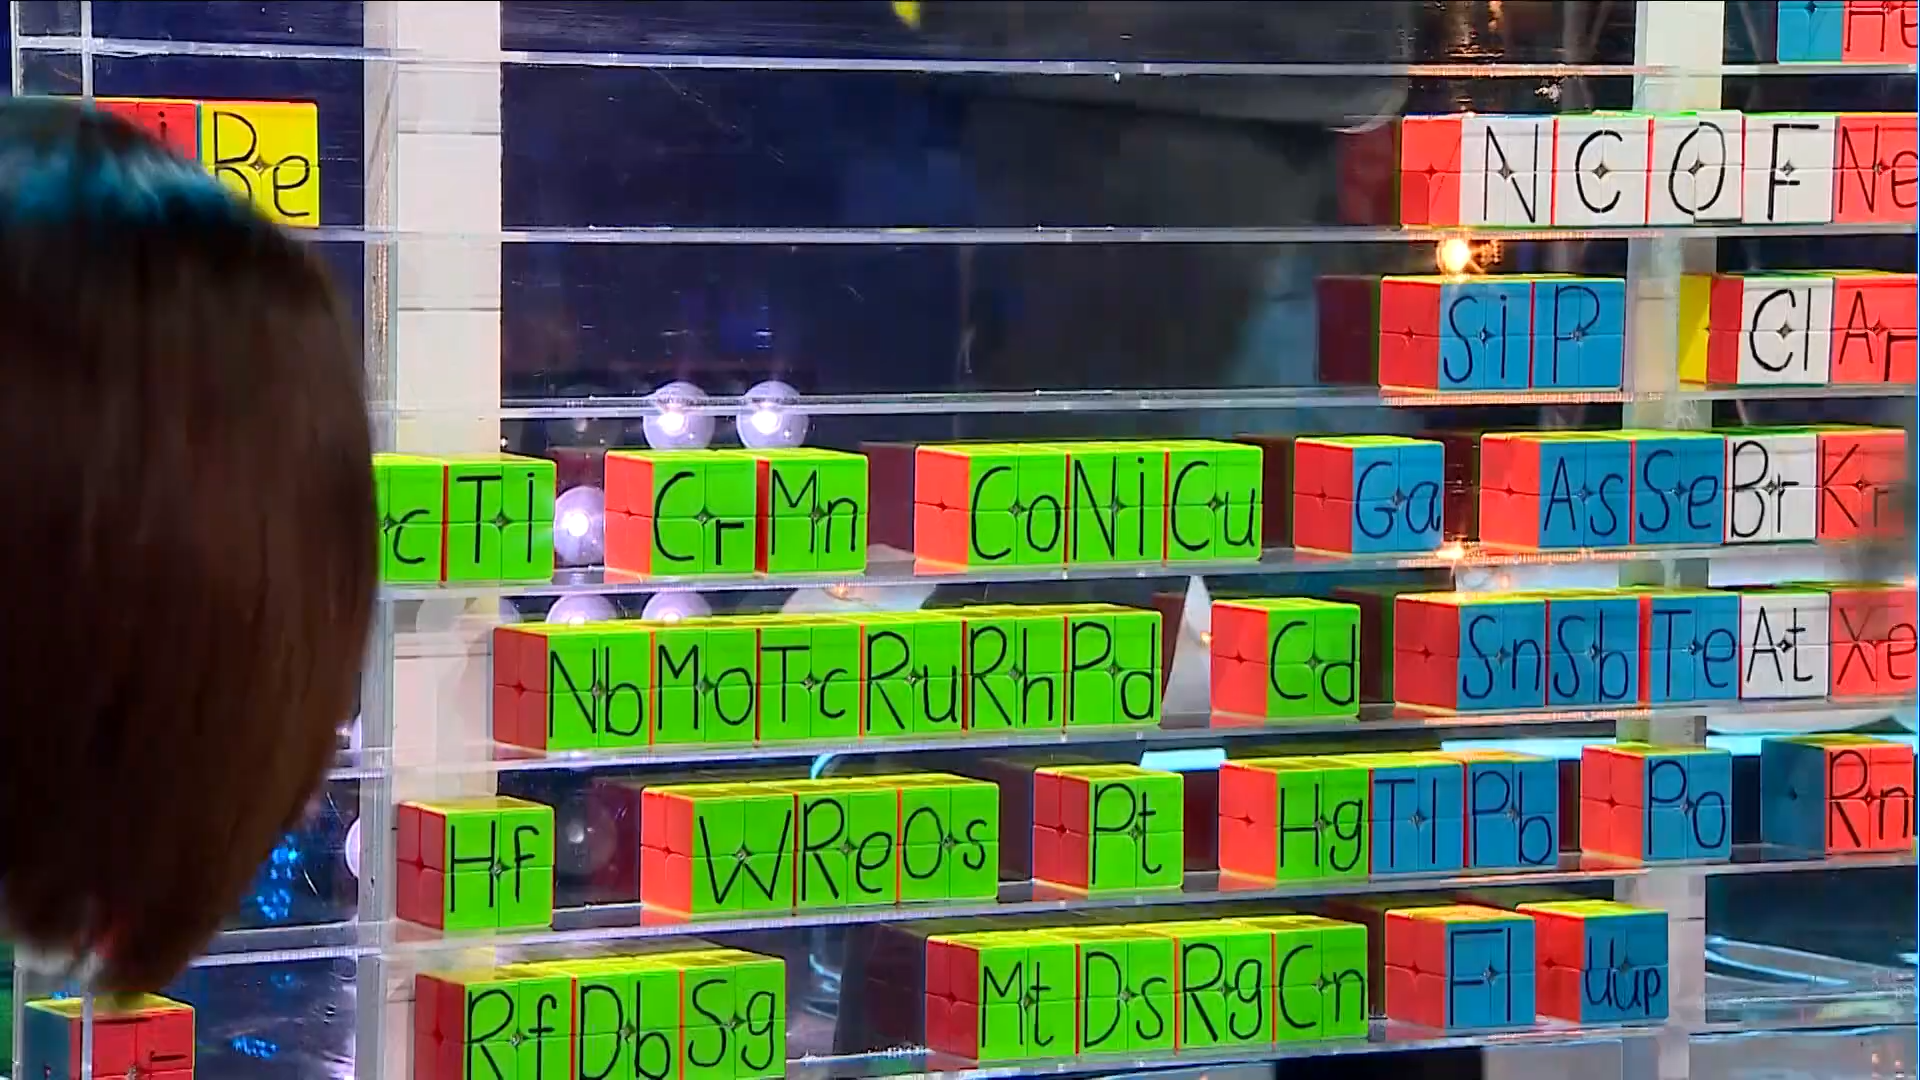 He
Be N C O F Ne
Si P Cl Ar
c Ti Cr Mn Co Ni Cu Ga As Se Br Kr
Nb Mo Tc Ru Rh Pd Cd Sn Sb Te At Xe
Hf W Re Os Pt Hg Tl Pb Po Rn
Rf Db Sg Mt Ds Rg Cn Fl Uup